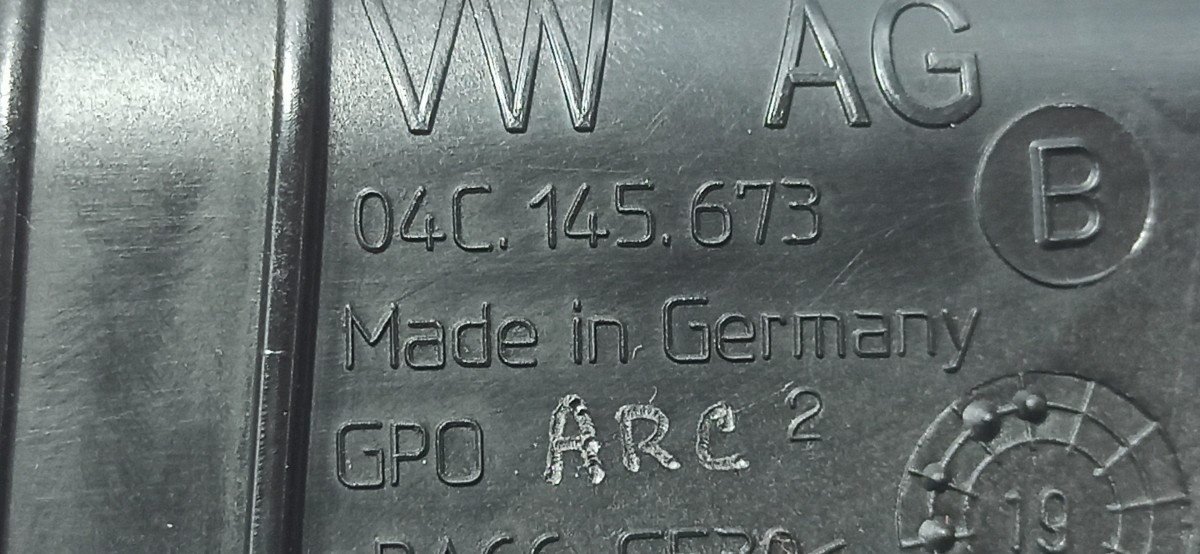 VW AG
B
04C.145.673
Made in Germany
GPO ARC 2
19